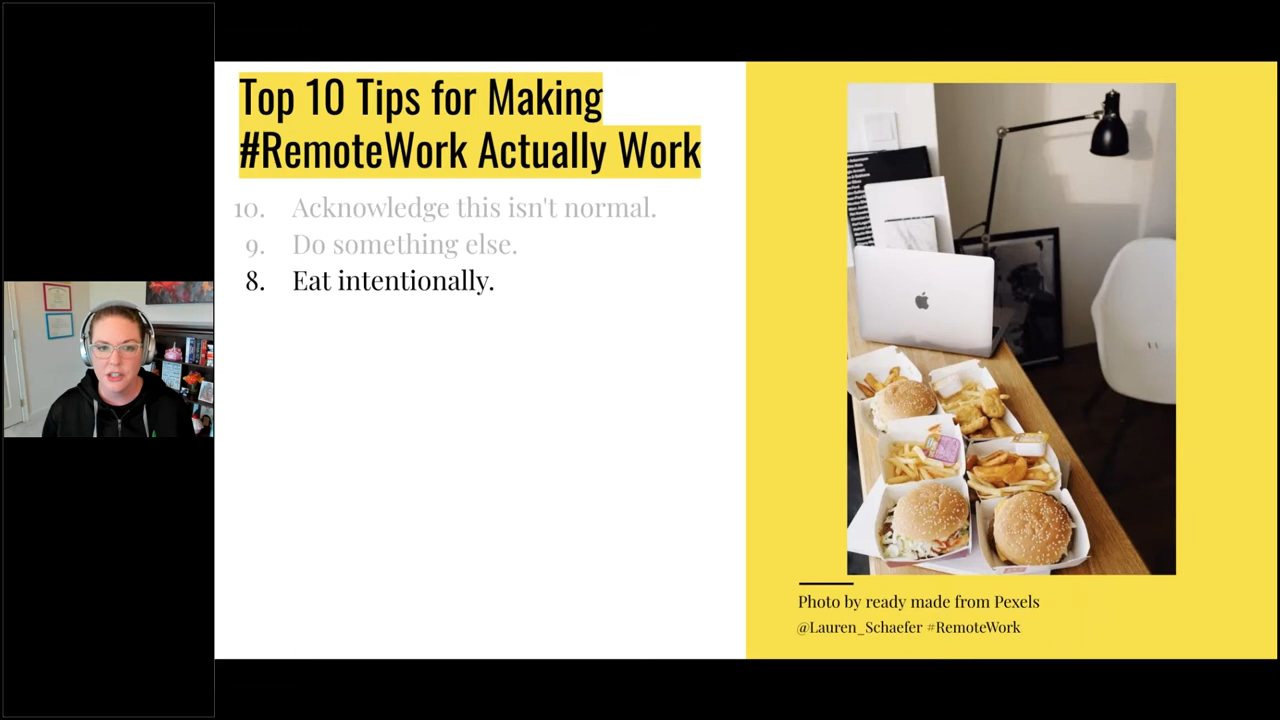 Top 10 Tips for Making
#RemoteWork Actually Work
10. Acknowledge this isn't normal.
9. Do something else.
8. Eat intentionally.
Photo by ready made from Pexels
@Lauren_Schaefer #RemoteWork